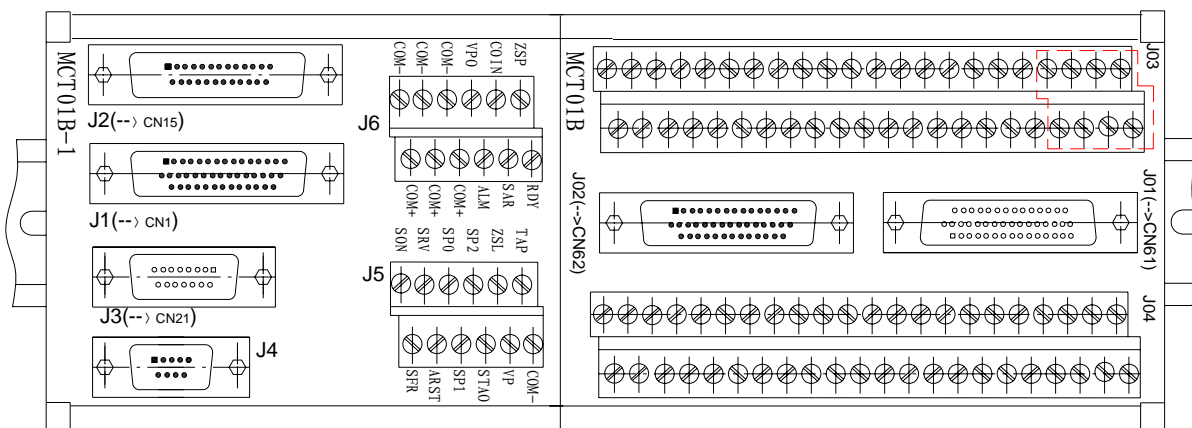 MCT01B-1
J2(--> CN15)
J1(--> CN1)
J3(--> CN21)
J4
COM- COM- COM- VPO COIN ZSP
J6
COM+ COM+ COM+ ALM SAR RDY
SON SRV SP0 SP2 ZSL TAP
J5
SFR ARST SP1 STAO VP COM-
MCT01B
J03
J02(-->CN62)
J01(-->CN61)
J04